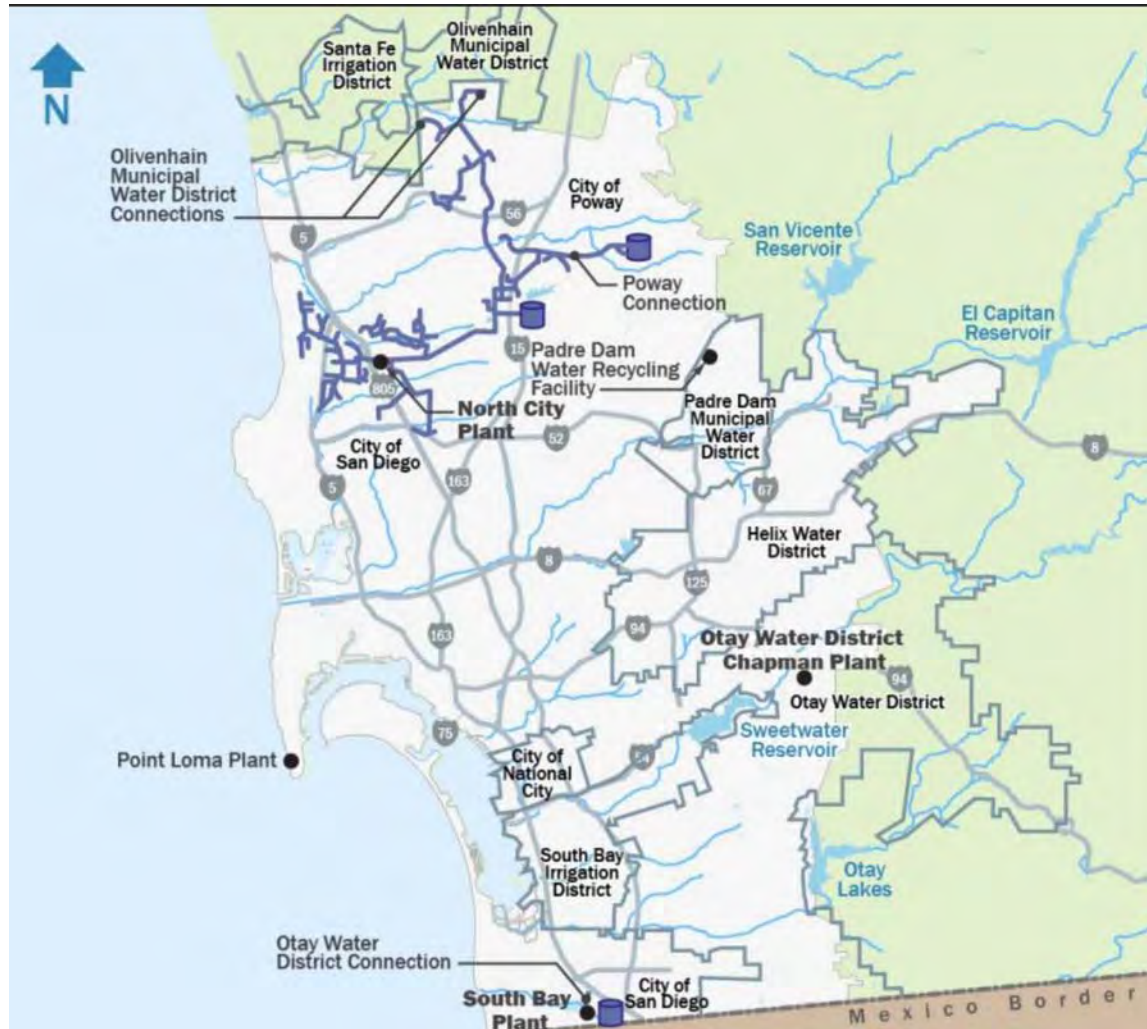 N
Santa Fe
Irrigation
District
Olivenhain
Municipal
Water District
Olivenhain
Municipal
Water District
Connections
5
56
City of
Poway
San Vicente
Reservoir
Poway
Connection
El Capitan
Reservoir
15
Padre Dam
Water Recycling
Facility
805
North City
Plant
Padre Dam
Municipal
Water
District
City of
San Diego
52
8
5
163
67
Helix Water
District
8
125
163
94
Otay Water District
Chapman Plant
94
Otay Water District
Sweetwater
Reservoir
75
Point Loma Plant
City of
National
City
54
South Bay
Irrigation
District
Otay
Lakes
Otay Water
District Connection
City of
San Diego
South Bay
Plant
Mexico Border